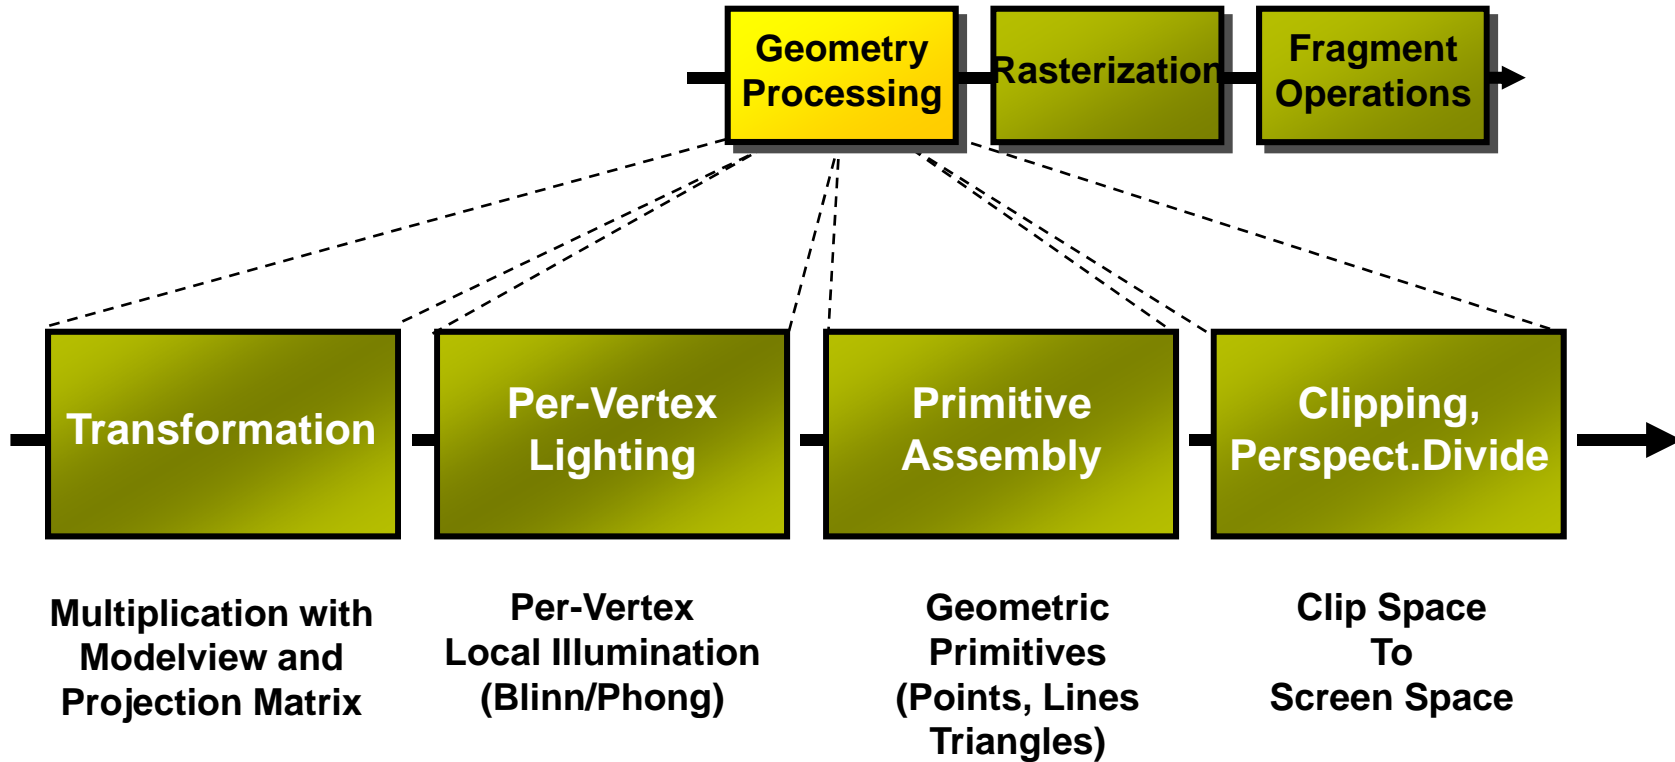 Geometry
Processing
Rasterization
Fragment
Operations
Transformation
Per-Vertex
Lighting
Primitive
Assembly
Clipping,
Perspect.Divide
Multiplication with
Modelview and
Projection Matrix
Per-Vertex
Local Illumination
(Blinn/Phong)
Geometric
Primitives
(Points, Lines
Triangles)
Clip Space
To
Screen Space